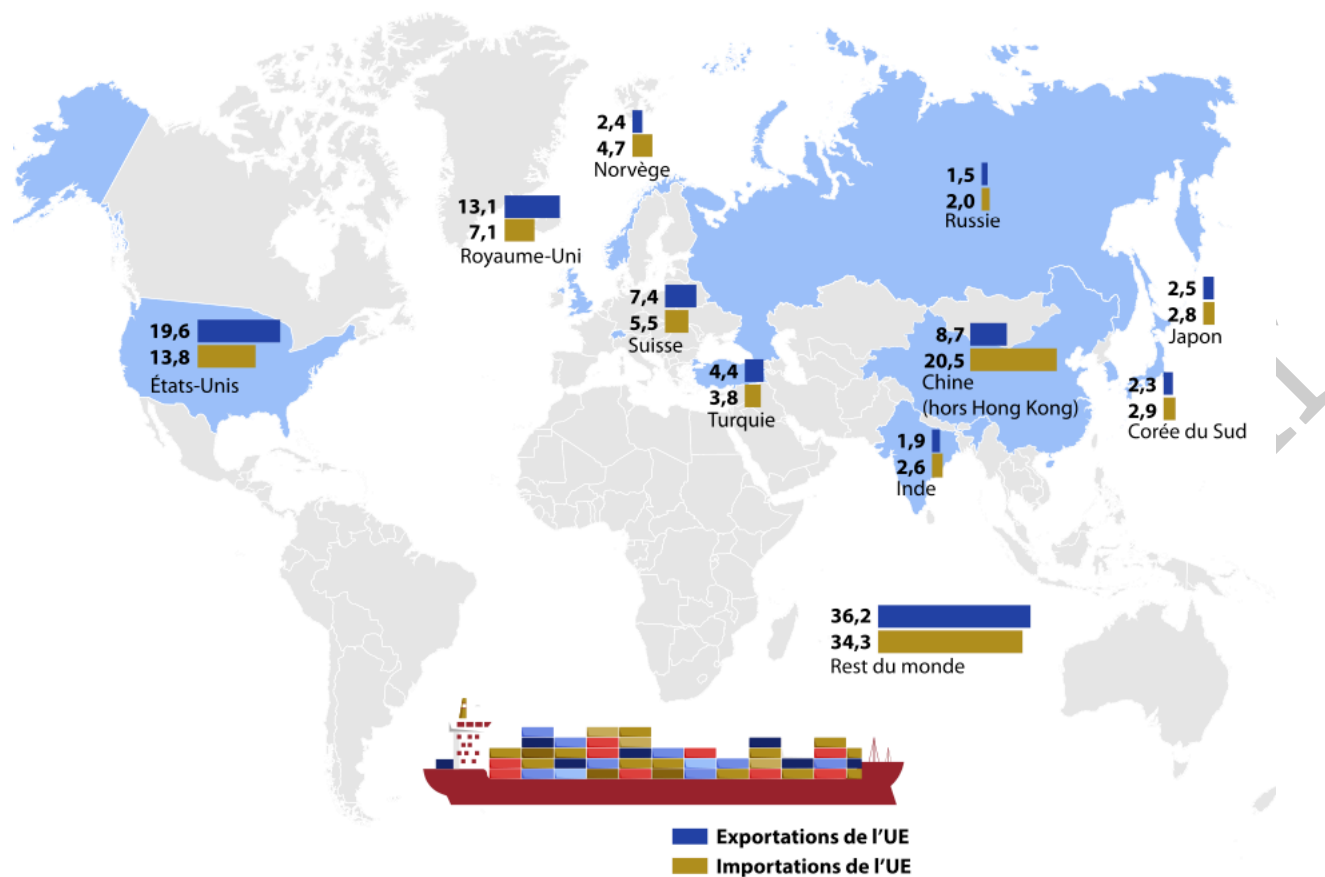 2,4
4,7
Norvège
1,5
2,0
Russie
13,1
7,1
Royaume-Uni
7,4
5,5
Suisse
2,5
2,8
Japon
19,6
13,8
États-Unis
8,7
20,5
Chine
(hors Hong Kong)
4,4
3,8
Turquie
2,3
2,9
Corée du Sud
1,9
2,6
Inde
36,2
34,3
Rest du monde
Exportations de l'UE
Importations de l'UE